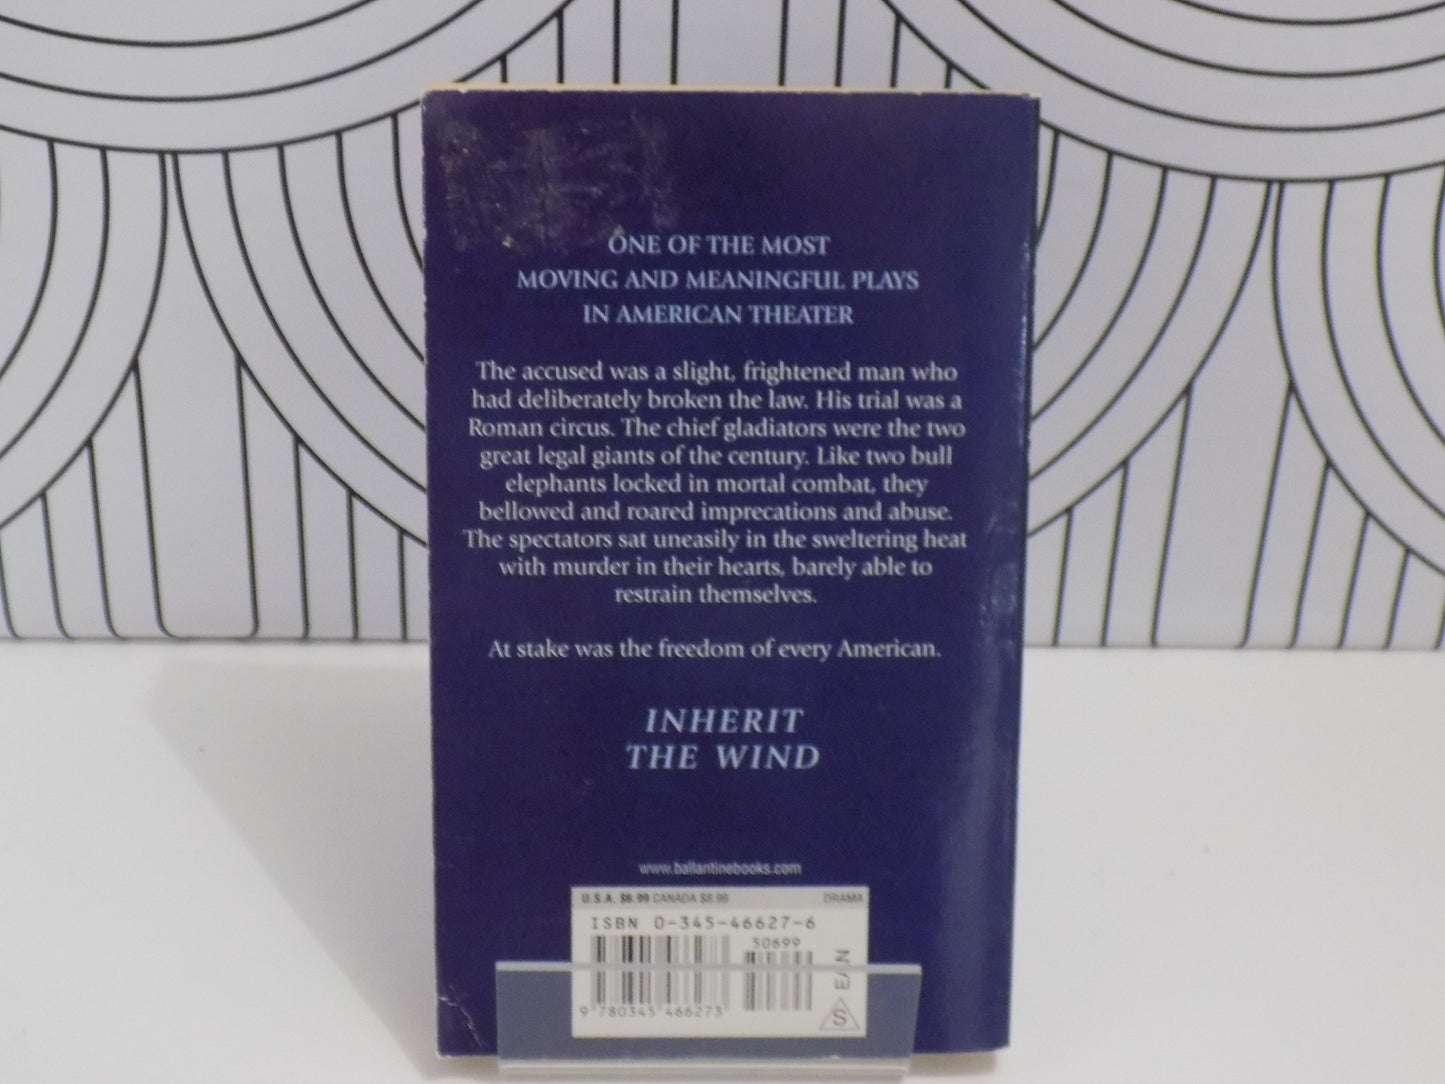 ONE OF THE MOST
MOVING AND MEANINGFUL PLAYS
IN AMERICAN THEATER
The accused was a slight, frightened man who
had deliberately broken the law. His trial was a
Roman circus. The chief gladiators were the two
great legal giants of the century. Like two bull
elephants locked in mortal combat, they
bellowed and roared imprecations and abuse.
The spectators sat uneasily in the sweltering heat
with murder in their hearts, barely able to
restrain themselves.
At stake was the freedom of every American.
INHERIT
THE WIND
www.ballantinebooks.com
U.S.A. $6.99 CANADA $8.99 DRAMA
ISBN 0-345-46627-6
50699
EAN
9 780345 466273
S